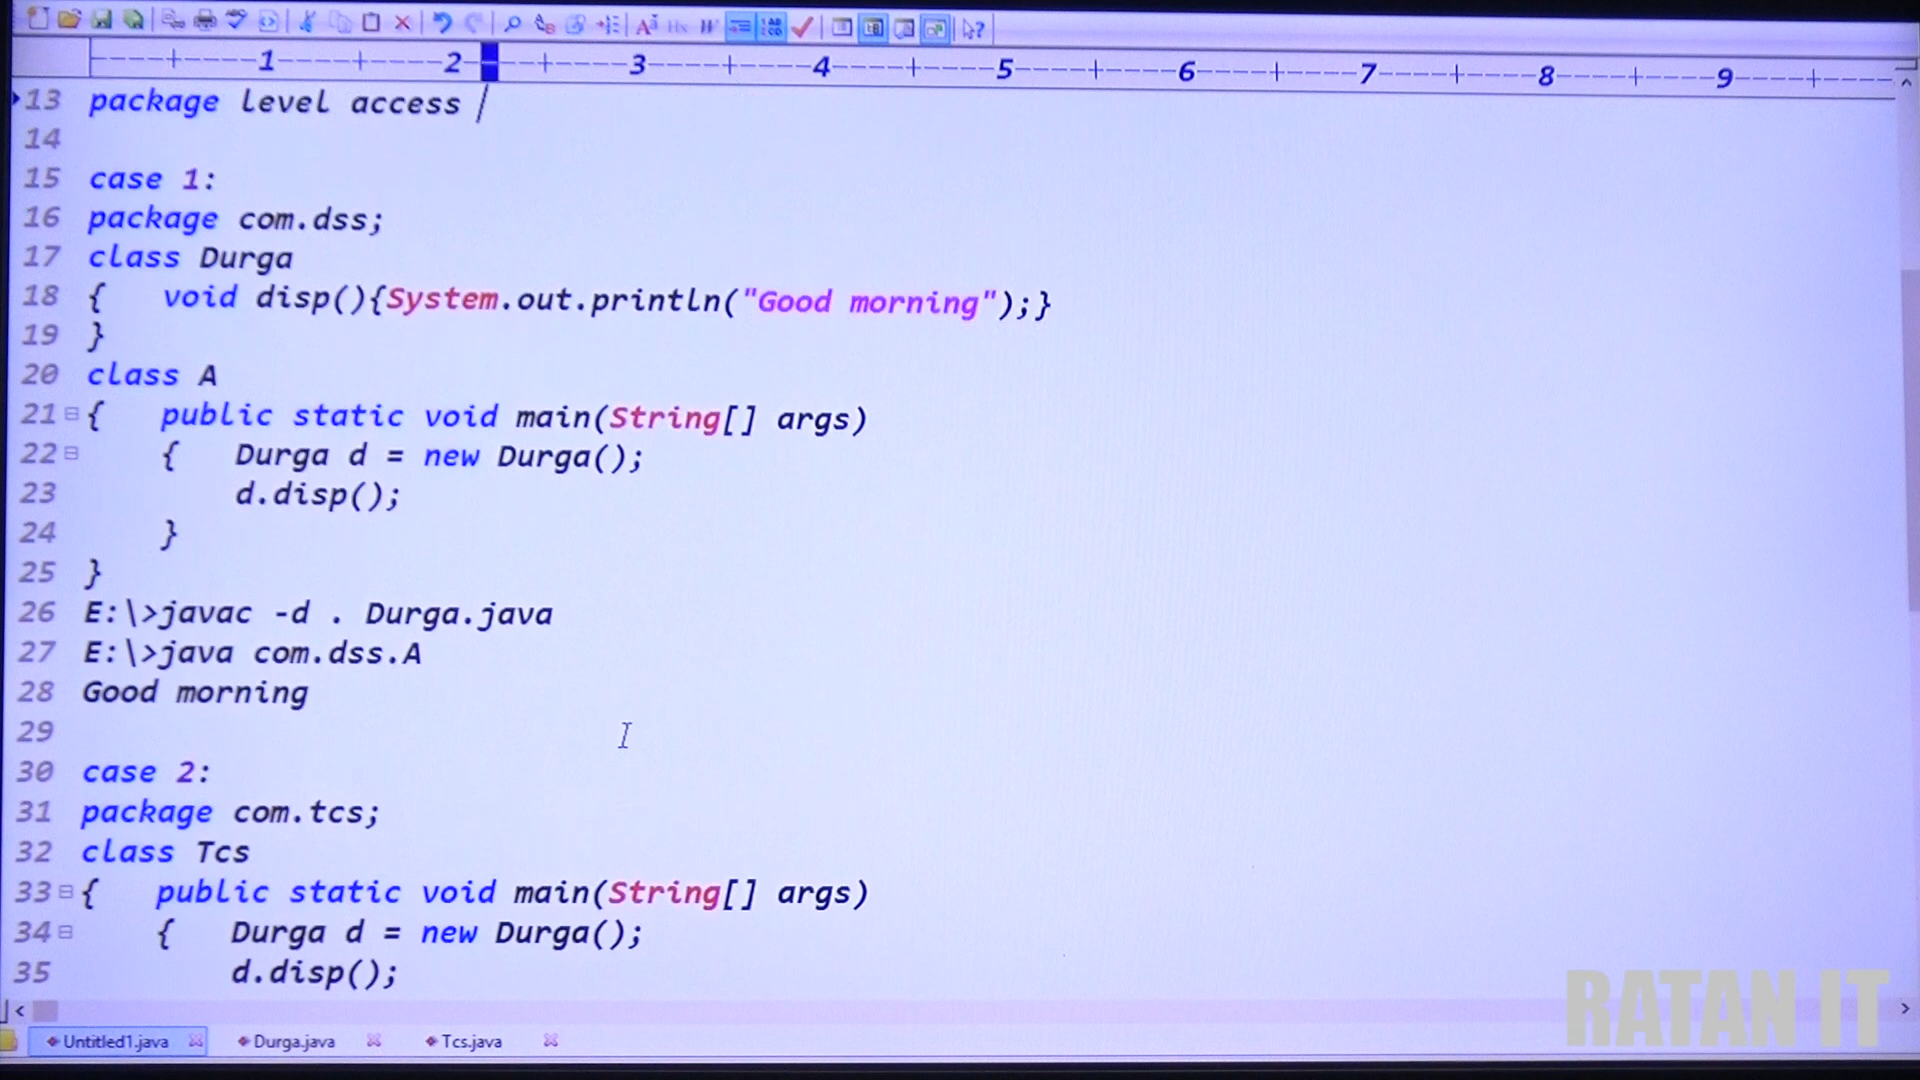 1 2 3 4 5 6 7 8 9
13 package level access /
14
15 case 1:
16 package com.dss;
17 class Durga
18 { void disp(){System.out.println("Good morning");}
19 }
20 class A
21 { public static void main(String[] args)
22 { Durga d = new Durga();
23 d.disp();
24 }
25 }
26 E:\>javac -d . Durga.java
27 E:\>java com.dss.A
28 Good morning
29
30 case 2:
31 package com.tcs;
32 class Tcs
33 { public static void main(String[] args)
34 { Durga d = new Durga();
35 d.disp();
Untitled1.java Durga.java Tcs.java
RATAN IT